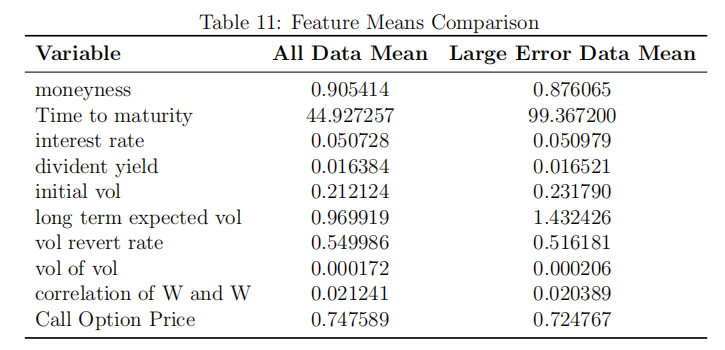 Table 11: Feature Means Comparison
Variable All Data Mean Large Error Data Mean
moneyness 0.905414 0.876065
Time to maturity 44.927257 99.367200
interest rate 0.050728 0.050979
divident yield 0.016384 0.016521
initial vol 0.212124 0.231790
long term expected vol 0.969919 1.432426
vol revert rate 0.549986 0.516181
vol of vol 0.000172 0.000206
correlation of W and W 0.021241 0.020389
Call Option Price 0.747589 0.724767